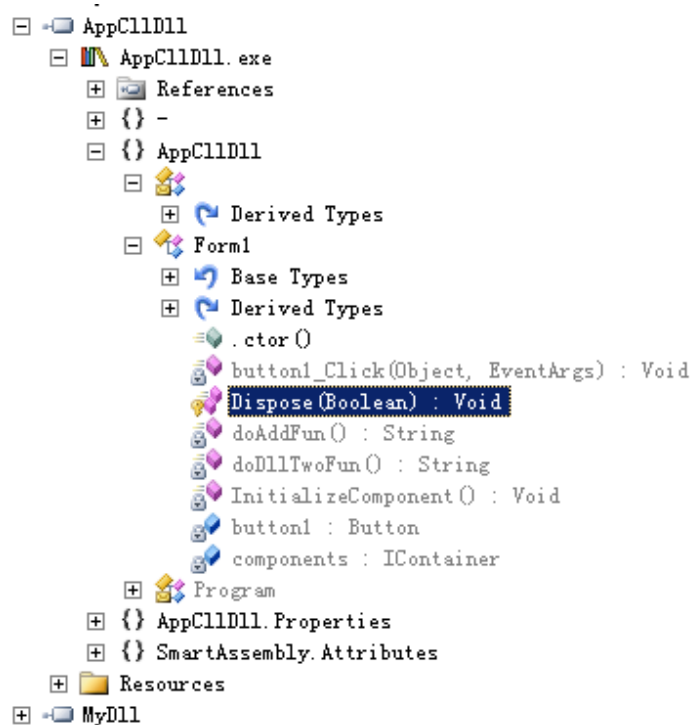 AppCllDll
AppCllDll.exe
References
{} -
{} AppCllDll
Derived Types
Form1
Base Types
Derived Types
.ctor()
button1_Click(Object, EventArgs) : Void
Dispose(Boolean) : Void
doAddFun() : String
doDllTwoFun() : String
InitializeComponent() : Void
button1 : Button
components : IContainer
Program
{} AppCllDll.Properties
{} SmartAssembly.Attributes
Resources
MyDll